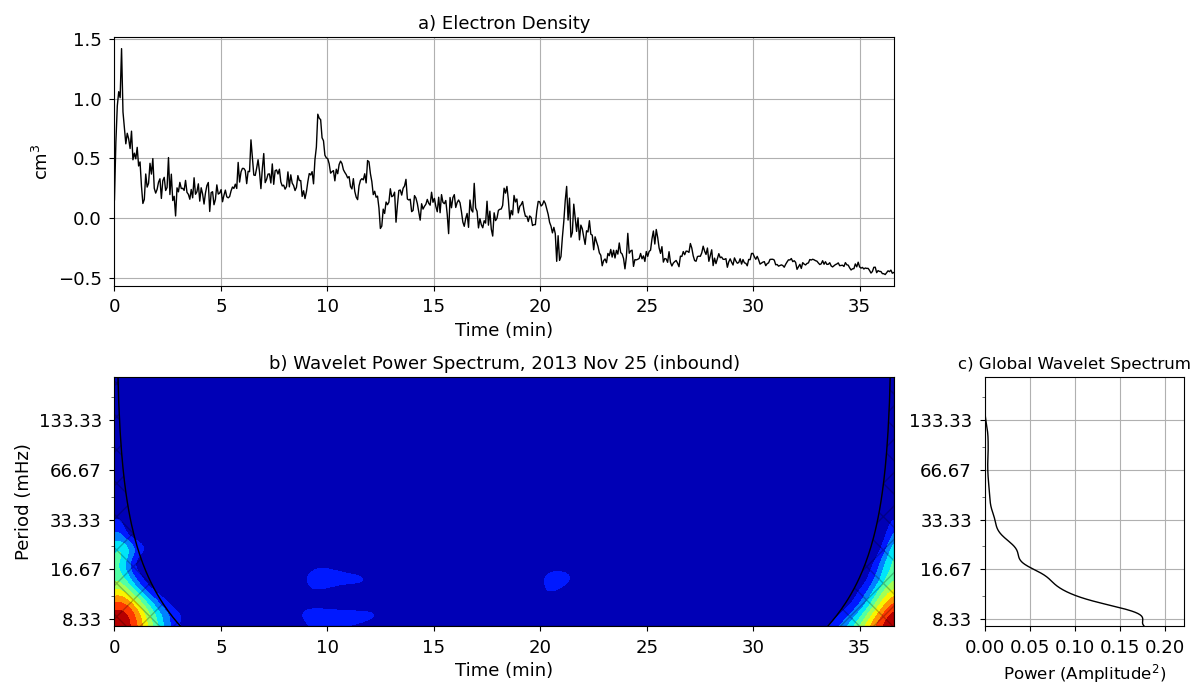 a) Electron Density
1.5
1.0
0.5
0.0
−0.5
cm³
0 5 10 15 20 25 30 35
Time (min)
b) Wavelet Power Spectrum, 2013 Nov 25 (inbound)
133.33
66.67
33.33
16.67
8.33
Period (mHz)
0 5 10 15 20 25 30 35
Time (min)
c) Global Wavelet Spectrum
133.33
66.67
33.33
16.67
8.33
0.00 0.05 0.10 0.15 0.20
Power (Amplitude²)